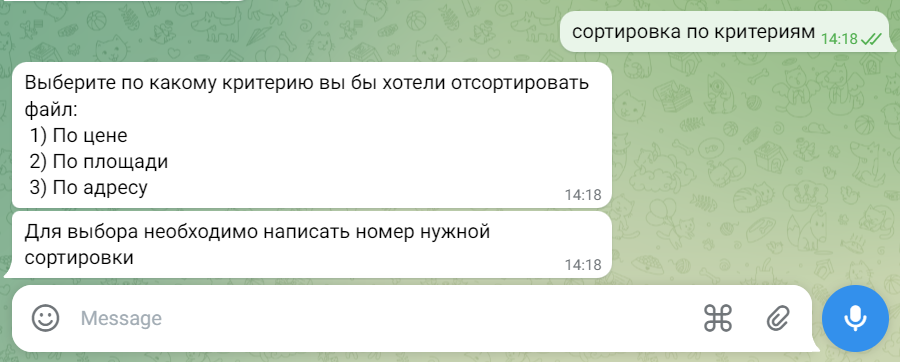 сортировка по критериям 14:18
Выберите по какому критерию вы бы хотели отсортировать
файл:
1) По цене
2) По площади
3) По адресу
14:18
Для выбора необходимо написать номер нужной
сортировки
14:18
Message